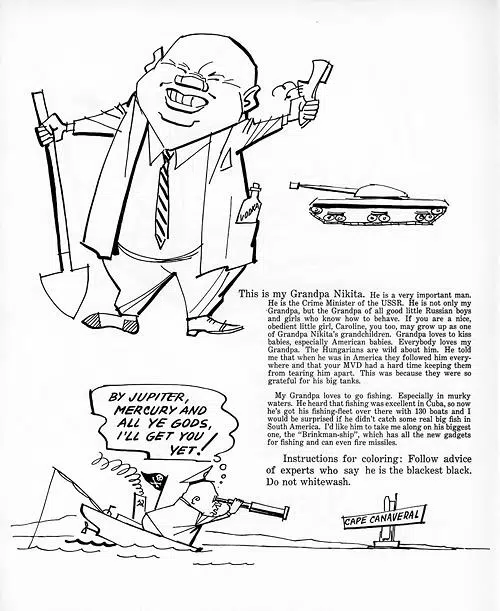 VODKA
This is my Grandpa Nikita. He is a very important man.
He is the Crime Minister of the USSR. He is not only my
Grandpa, but the Grandpa of all good little Russian boys
and girls who know how to behave. If you are a nice,
obedient little girl, Caroline, you too, may grow up as one
of Grandpa Nikita's grandchildren. Grandpa loves to kiss
babies, especially American babies. Everybody loves my
Grandpa. The Hungarians are wild about him. He told
me that when he was in America they followed him every-
where and that your MVD had a hard time keeping them
from tearing him apart. This was because they were so
grateful for his big tanks.
My Grandpa loves to go fishing. Especially in murky
waters. He heard that fishing was excellent in Cuba, so now
he's got his fishing-fleet over there with 130 boats and I
would be surprised if he didn't catch some real big fish in
South America. I'd like him to take me along on his biggest
one, the "Brinkman-ship", which has all the new gadgets
for fishing and can even fire missiles.
Instructions for coloring: Follow advice
of experts who say he is the blackest black.
Do not whitewash.
BY JUPITER,
MERCURY AND
ALL YE GODS,
I'LL GET YOU
YET!
CAPE CANAVERAL